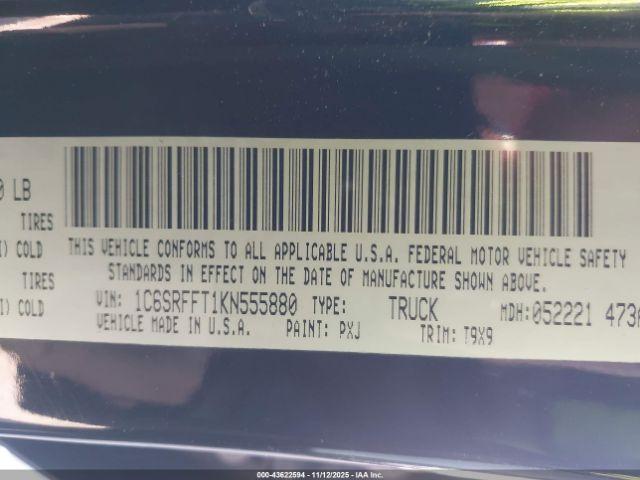 0 LB
TIRES
I) COLD
TIRES
I) COLD
THIS VEHICLE CONFORMS TO ALL APPLICABLE U.S.A. FEDERAL MOTOR VEHICLE SAFETY
STANDARDS IN EFFECT ON THE DATE OF MANUFACTURE SHOWN ABOVE.
VIN: 1C6SRFFT1KN555880 TYPE: TRUCK MDH:052221 473
VEHICLE MADE IN U.S.A. PAINT: PXJ TRIM: T9X9
000-43622594 - 11/12/2025 - IAA Inc.